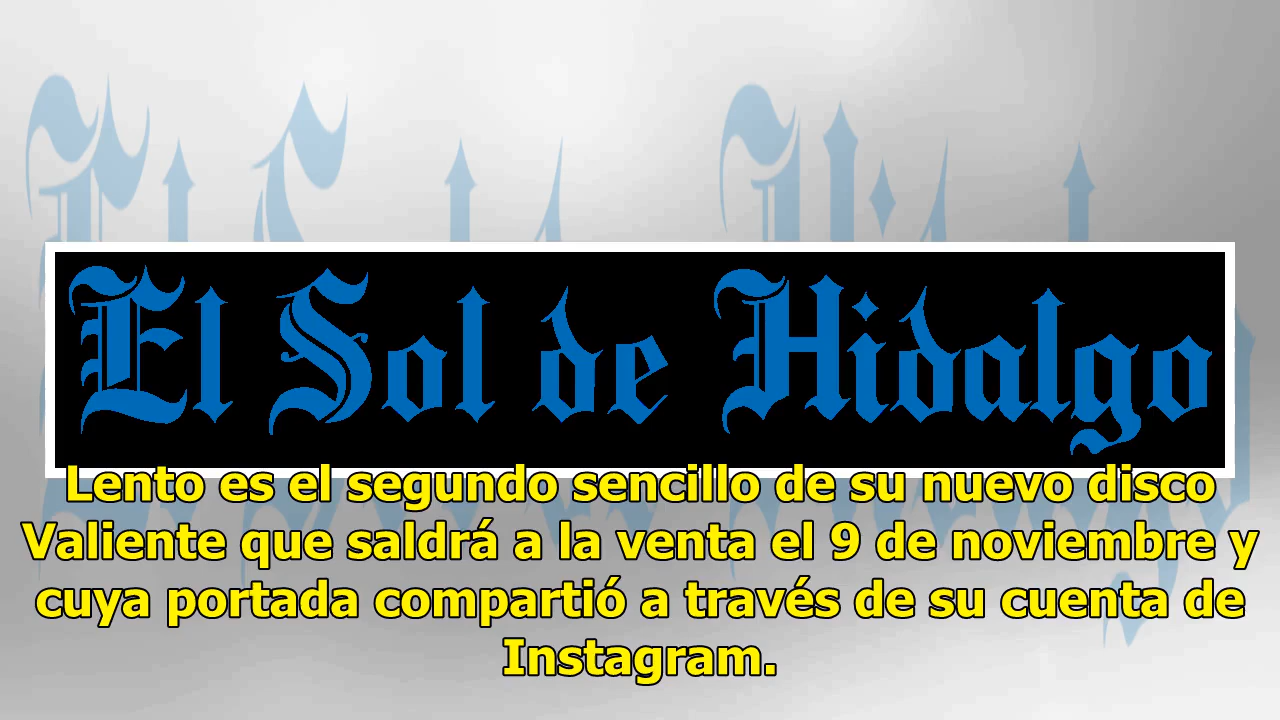 El Sol de Hidalgo
Lento es el segundo sencillo de su nuevo disco
Valiente que saldrá a la venta el 9 de noviembre y
cuya portada compartió a través de su cuenta de
Instagram.